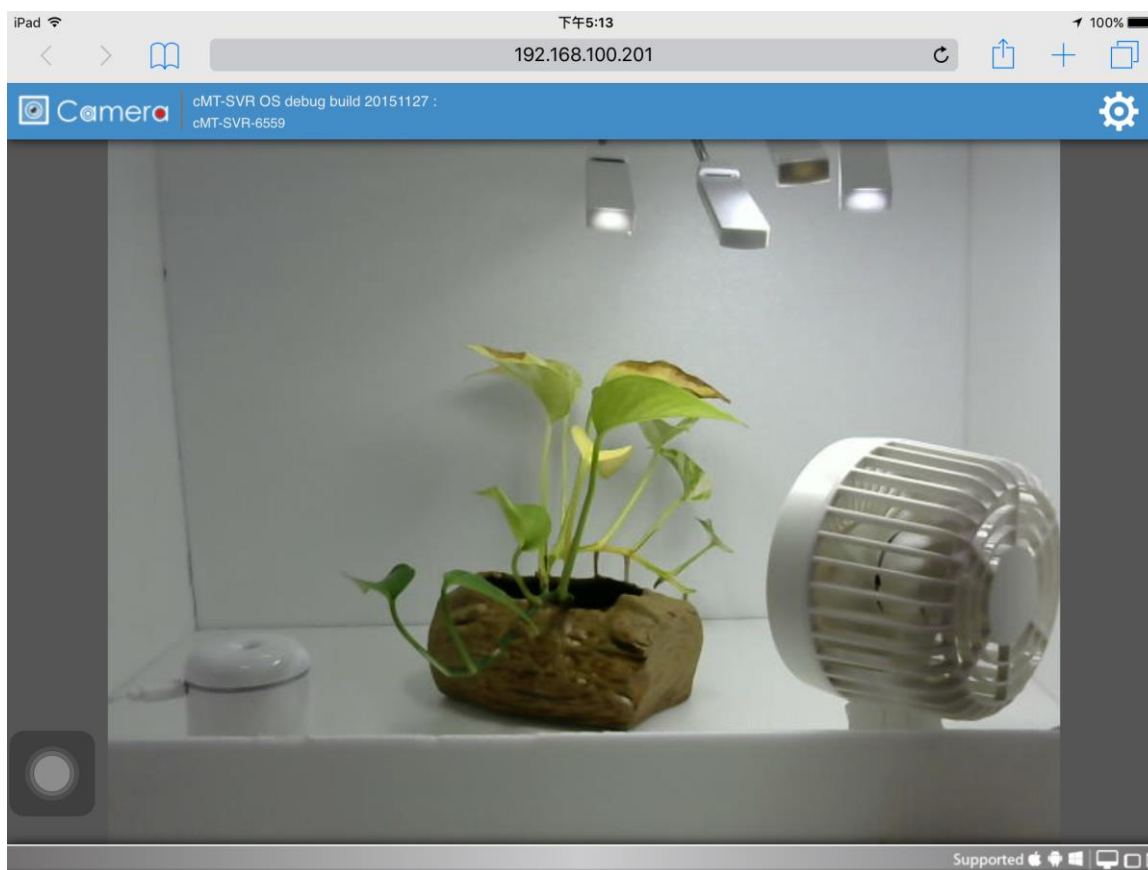 iPad 下午5:13 100%
192.168.100.201
Camera
cMT-SVR OS debug build 20151127 :
cMT-SVR-6559
Supported